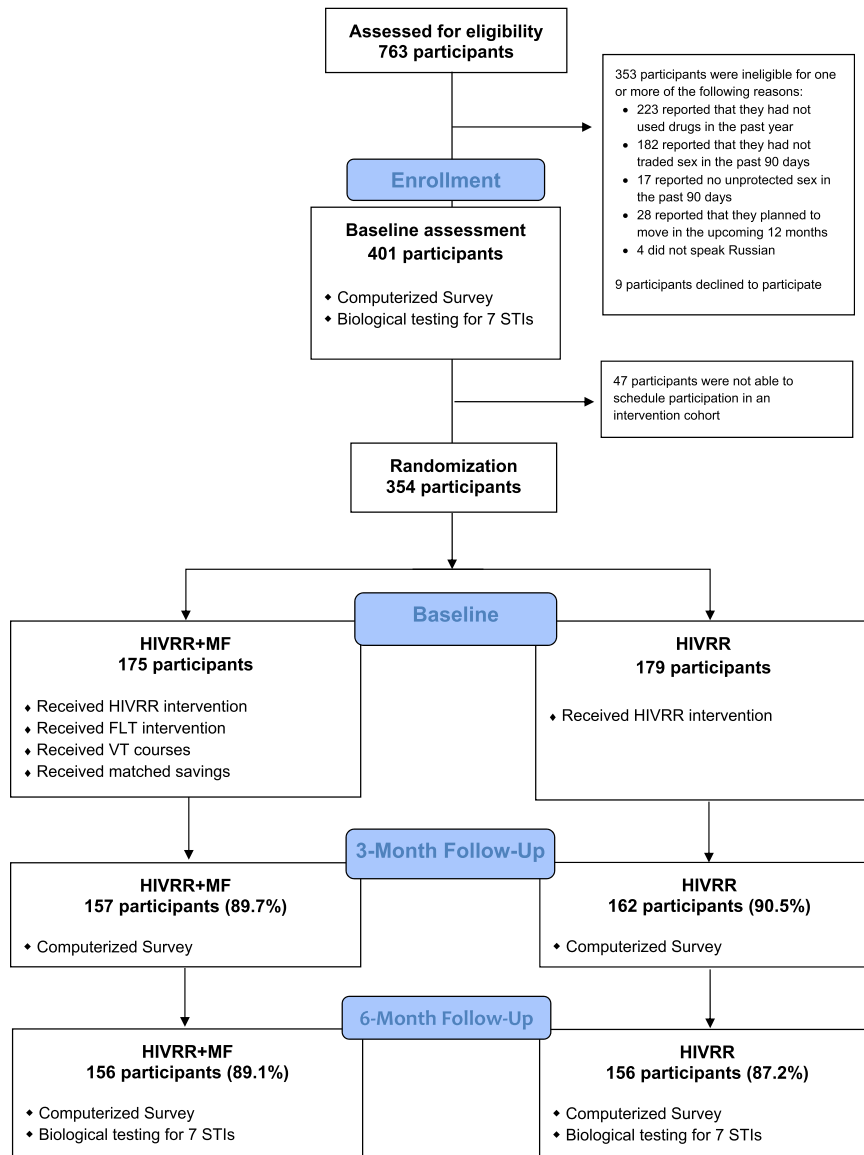 Assessed for eligibility
763 participants
353 participants were ineligible for one
or more of the following reasons:
• 223 reported that they had not
used drugs in the past year
• 182 reported that they had not
traded sex in the past 90 days
• 17 reported no unprotected sex in
the past 90 days
• 28 reported that they planned to
move in the upcoming 12 months
• 4 did not speak Russian
9 participants declined to participate
Enrollment
Baseline assessment
401 participants
◆ Computerized Survey
◆ Biological testing for 7 STIs
47 participants were not able to
schedule participation in an
intervention cohort
Randomization
354 participants
Baseline
HIVRR+MF
175 participants
♦ Received HIVRR intervention
♦ Received FLT intervention
♦ Received VT courses
♦ Received matched savings
HIVRR
179 participants
♦ Received HIVRR intervention
3-Month Follow-Up
HIVRR+MF
157 participants (89.7%)
◆ Computerized Survey
HIVRR
162 participants (90.5%)
◆ Computerized Survey
6-Month Follow-Up
HIVRR+MF
156 participants (89.1%)
◆ Computerized Survey
◆ Biological testing for 7 STIs
HIVRR
156 participants (87.2%)
◆ Computerized Survey
◆ Biological testing for 7 STIs